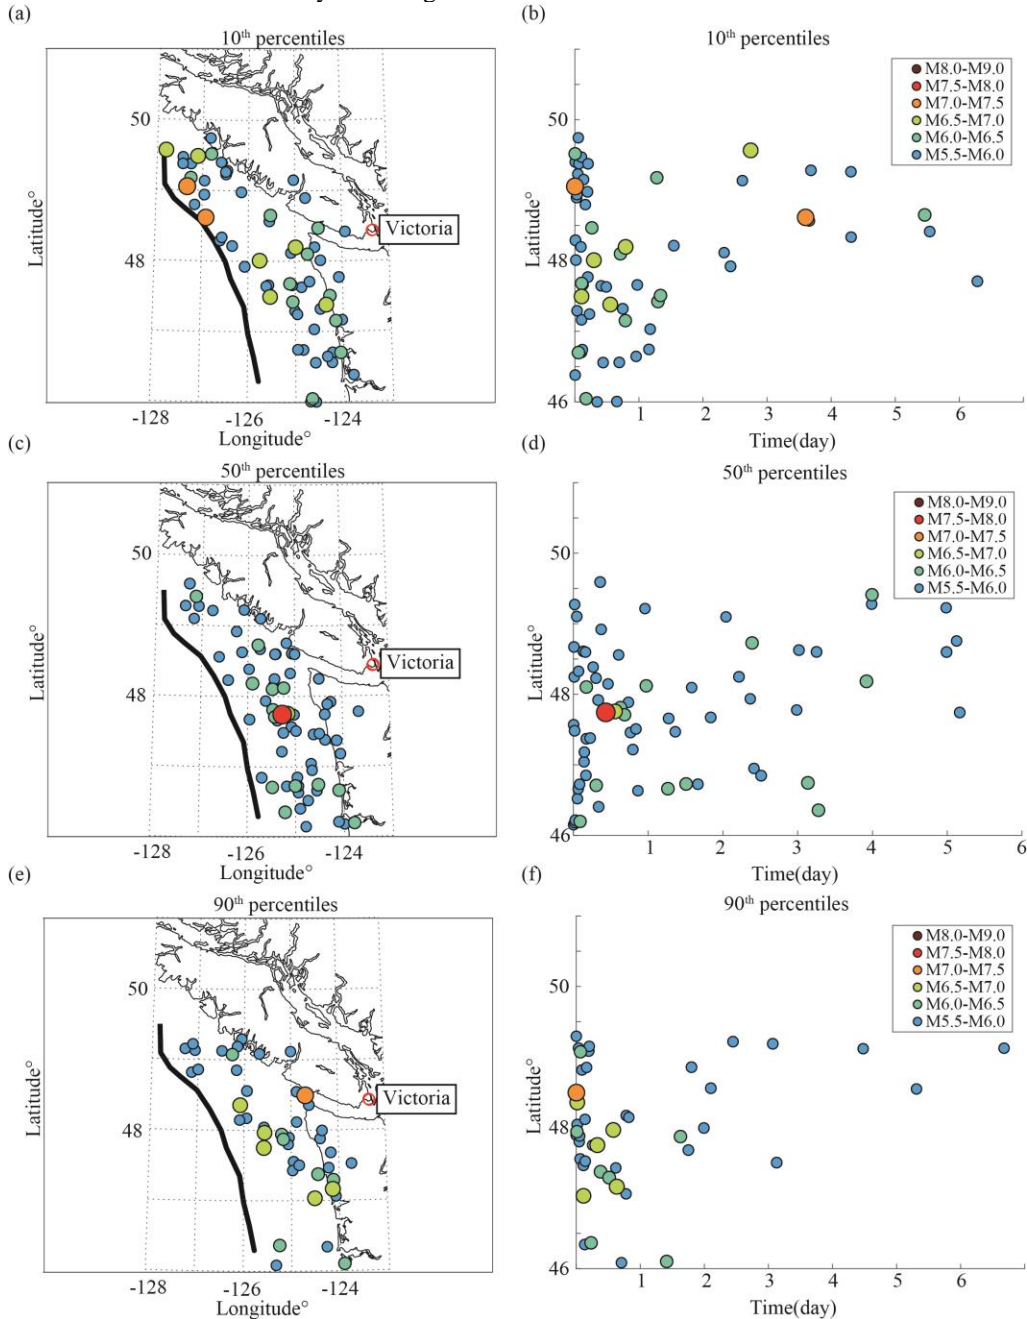 (a)
10th percentiles
Latitude°
50
48
Victoria
-128
-126
-124
Longitude°
(b)
10th percentiles
M8.0-M9.0
M7.5-M8.0
M7.0-M7.5
M6.5-M7.0
M6.0-M6.5
M5.5-M6.0
Latitude°
50
48
46
1
2
3
4
5
6
Time(day)
(c)
50th percentiles
Latitude°
50
48
Victoria
-128
-126
-124
Longitude°
(d)
50th percentiles
M8.0-M9.0
M7.5-M8.0
M7.0-M7.5
M6.5-M7.0
M6.0-M6.5
M5.5-M6.0
Latitude°
50
48
46
1
2
3
4
5
6
Time(day)
(e)
90th percentiles
Latitude°
50
48
Victoria
-128
-126
-124
Longitude°
(f)
90th percentiles
M8.0-M9.0
M7.5-M8.0
M7.0-M7.5
M6.5-M7.0
M6.0-M6.5
M5.5-M6.0
Latitude°
50
48
46
1
2
3
4
5
6
Time(day)